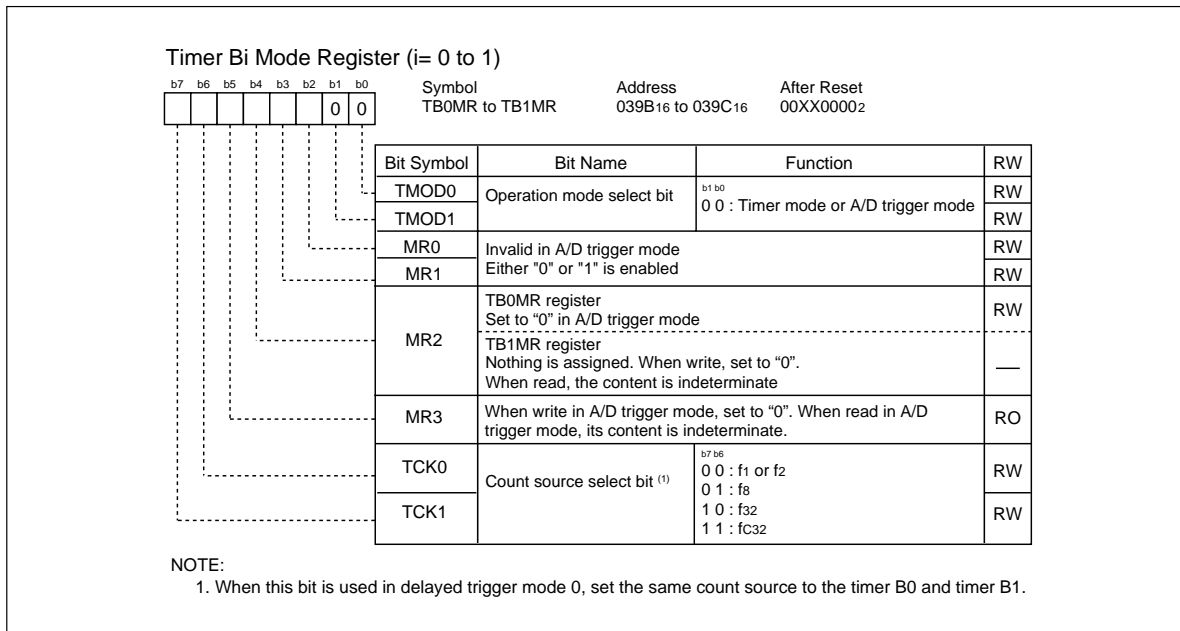 Timer Bi Mode Register (i= 0 to 1)
b7 b6 b5 b4 b3 b2 b1 b0
0 0
Symbol Address After Reset
TB0MR to TB1MR 039B16 to 039C16 00XX00002
Bit Symbol Bit Name Function RW
TMOD0 Operation mode select bit b1 b0 RW
0 0 : Timer mode or A/D trigger mode
TMOD1 RW
MR0 Invalid in A/D trigger mode RW
MR1 Either "0" or "1" is enabled RW
MR2 TB0MR register RW
Set to “0” in A/D trigger mode
TB1MR register
Nothing is assigned. When write, set to “0”. —
When read, the content is indeterminate
MR3 When write in A/D trigger mode, set to “0”. When read in A/D RO
trigger mode, its content is indeterminate.
TCK0 Count source select bit (1) b7 b6 RW
0 0 : f1 or f2
0 1 : f8
TCK1 1 0 : f32 RW
1 1 : fC32
NOTE:
1. When this bit is used in delayed trigger mode 0, set the same count source to the timer B0 and timer B1.